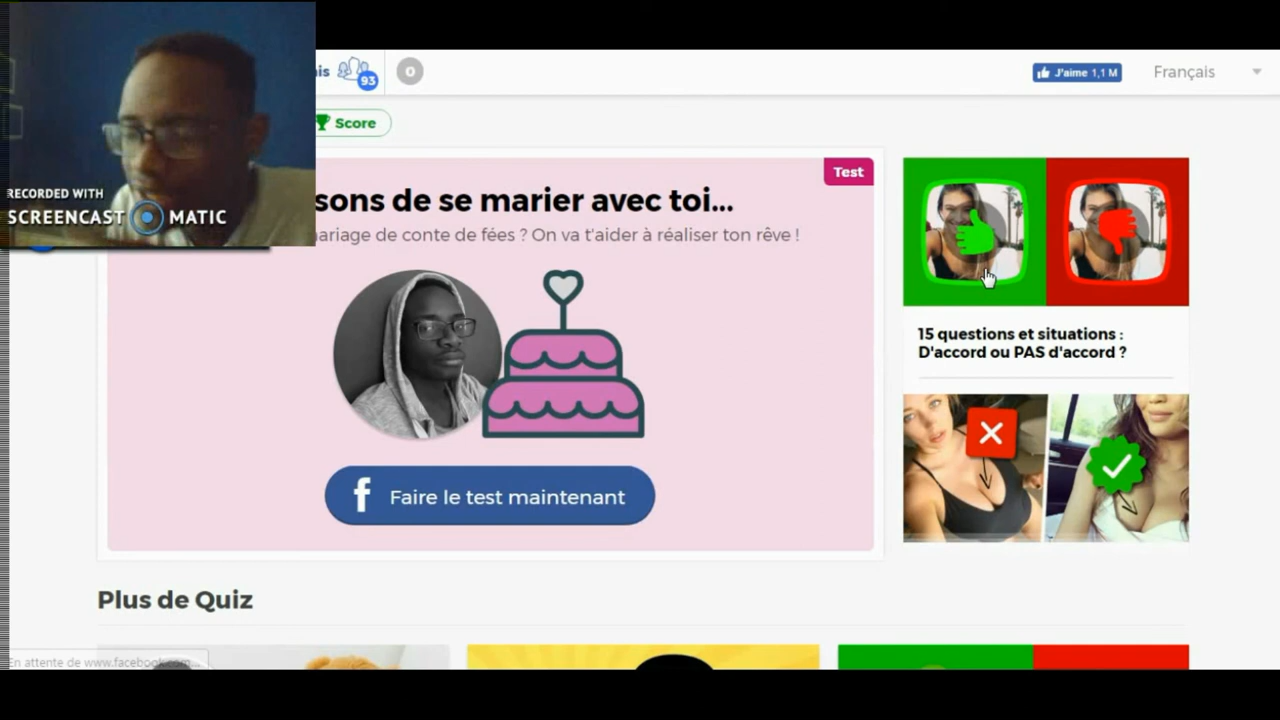 is
93
0
J'aime 1,1 M
Français
Score
RECORDED WITH
SCREENCAST MATIC
Test
sons de se marier avec toi...
mariage de conte de fées ? On va t'aider à réaliser ton rêve !
f Faire le test maintenant
15 questions et situations :
D'accord ou PAS d'accord ?
Plus de Quiz
En attente de www.facebook.com...